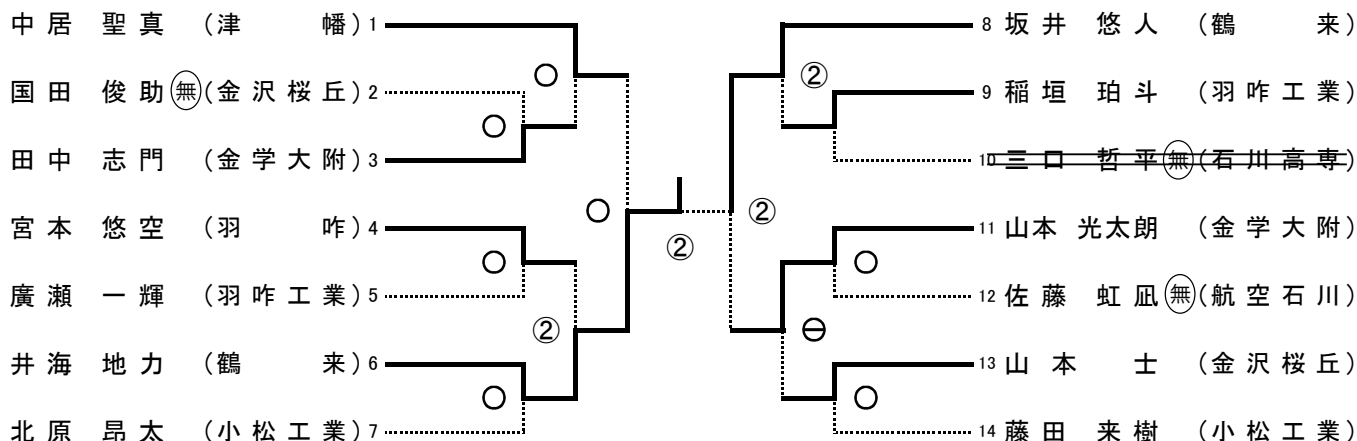 中居 聖真 (津 幡) 1
○
国田 俊助 無 (金沢桜丘) 2
○
田中 志門 (金学大附) 3
○
宮本 悠空 (羽 咋) 4
○
廣瀬 一輝 (羽咋工業) 5
②
井海 地力 (鶴 来) 6
○
北原 昂太 (小松工業) 7
②
8 坂井 悠人 (鶴 来)
②
9 稲垣 珀斗 (羽咋工業)
10 三口 哲平 無 (石川高専)
②
11 山本 光太朗 (金学大附)
○
12 佐藤 虹凪 無 (航空石川)
⊖
13 山本 士 (金沢桜丘)
○
14 藤田 来樹 (小松工業)